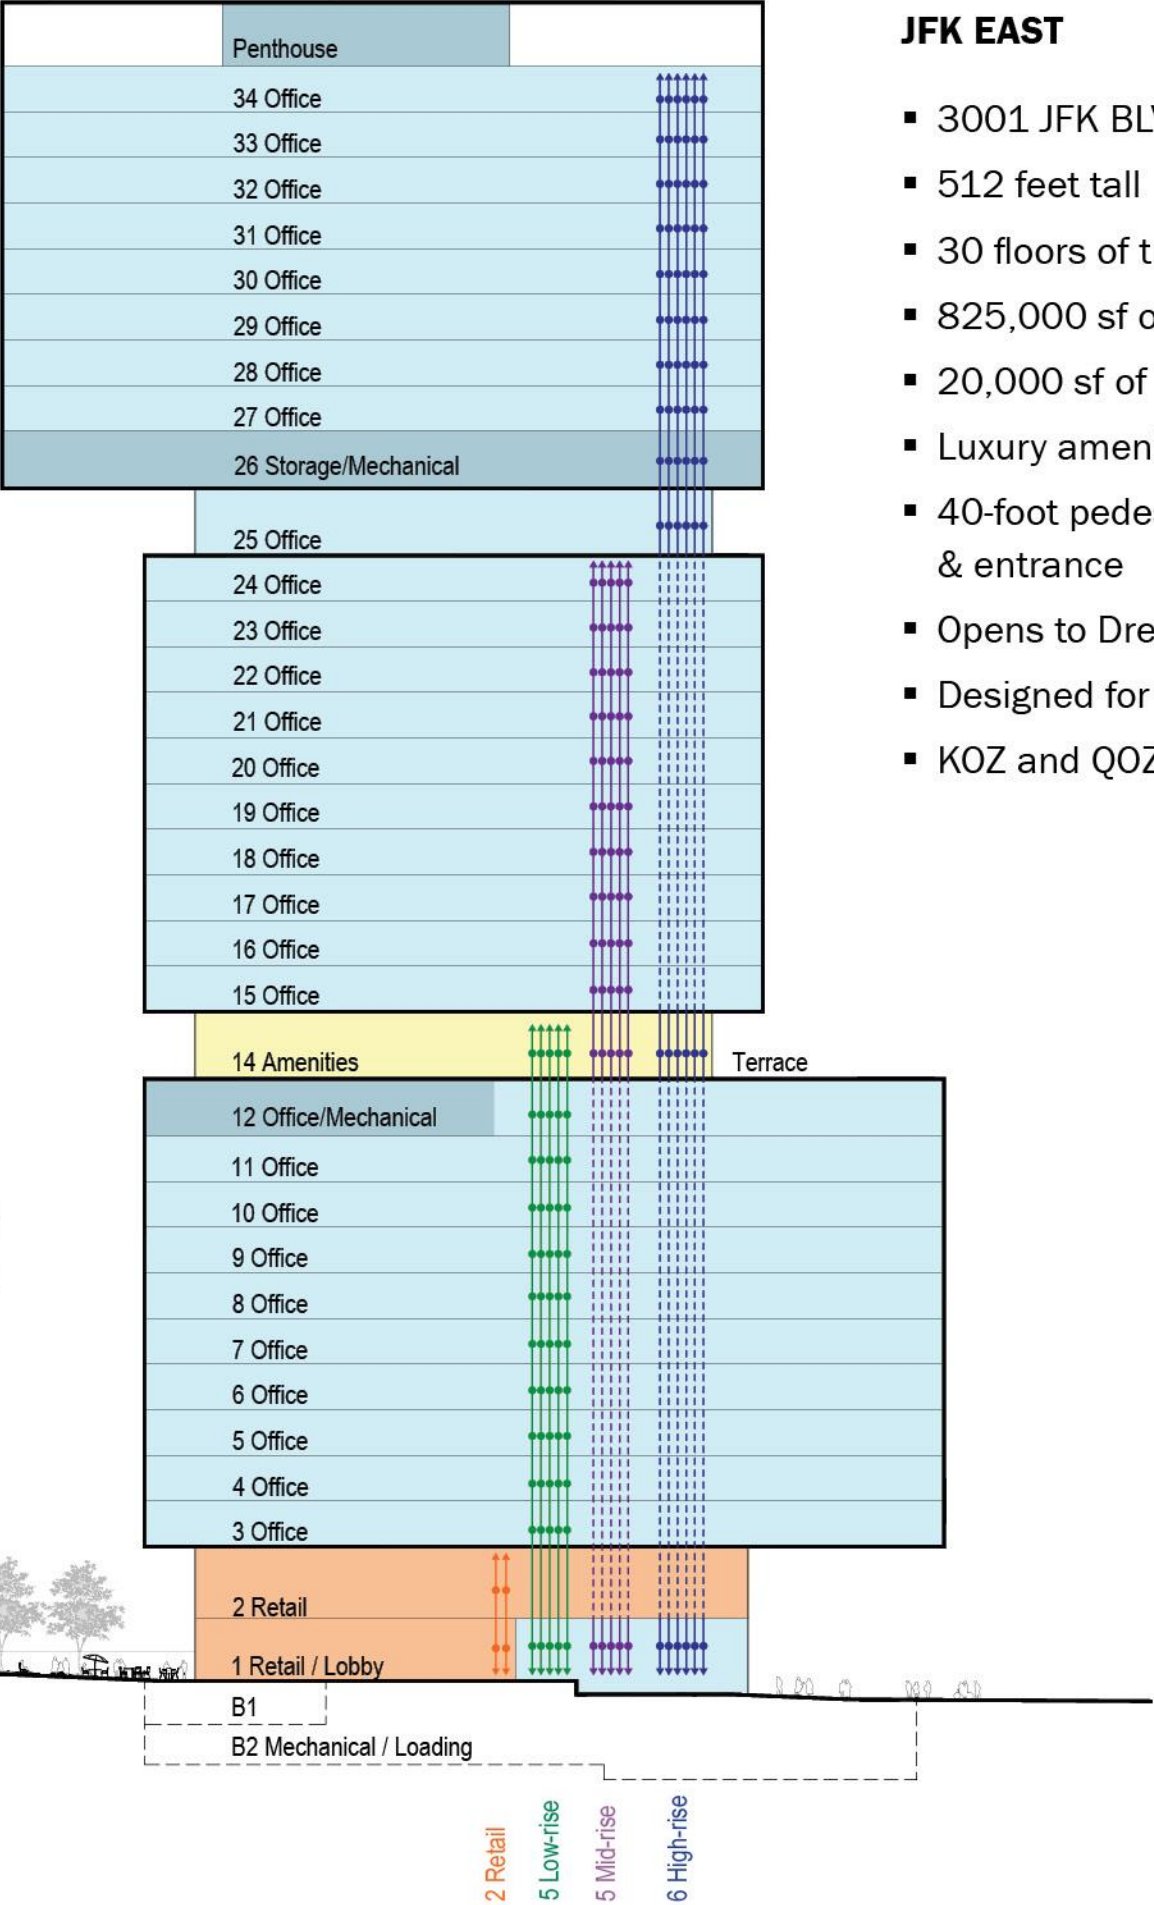 Penthouse
34 Office
33 Office
32 Office
31 Office
30 Office
29 Office
28 Office
27 Office
26 Storage/Mechanical
25 Office
24 Office
23 Office
22 Office
21 Office
20 Office
19 Office
18 Office
17 Office
16 Office
15 Office
14 Amenities
Terrace
12 Office/Mechanical
11 Office
10 Office
9 Office
8 Office
7 Office
6 Office
5 Office
4 Office
3 Office
2 Retail
1 Retail / Lobby
B1
B2 Mechanical / Loading
2 Retail
5 Low-rise
5 Mid-rise
6 High-rise
JFK EAST
▪ 3001 JFK
▪ 512 feet tall
▪ 30 floors of
▪ 825,000 sf
▪ 20,000 sf of
▪ Luxury
▪ 40-foot
& entrance
▪ Opens to
▪ Designed for
▪ KOZ and QOZ